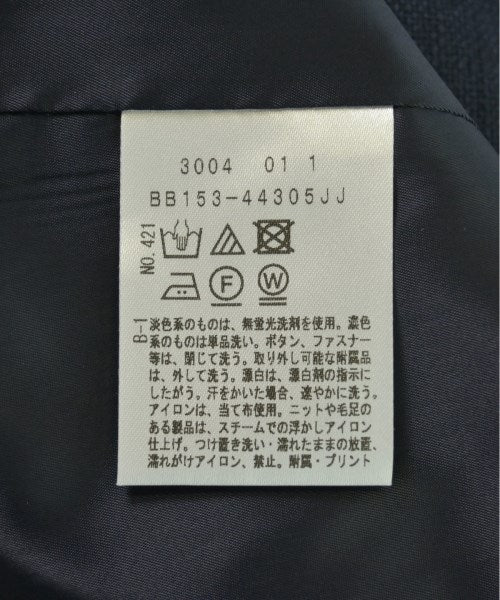 3004 01 1
BB153-44305JJ
NO. 421
F
W
B-1
淡色系のものは、無蛍光洗剤を使用。濃色
系のものは単品洗い。ボタン、ファスナー
等は、閉じて洗う。取り外し可能な附属品
は、外して洗う。漂白は、漂白剤の指示に
したがう。汗をかいた場合、速やかに洗う。
アイロンは、当て布使用。ニットや毛足の
ある製品は、スチームでの浮かしアイロン
仕上げ。つけ置き洗い・濡れたままの放置、
濡れがけアイロン、禁止。附属・プリント